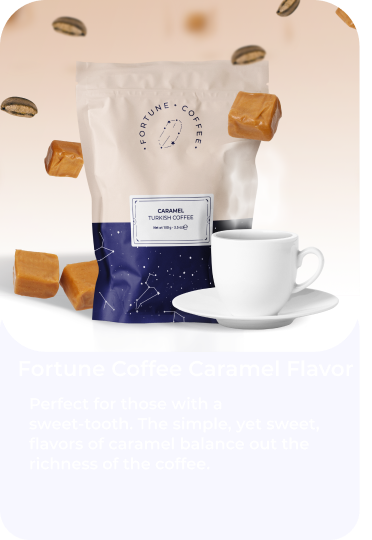 • FORTUNE • COFFEE •
CARAMEL
TURKISH COFFEE
Fortune Coffee Caramel Flavor
Perfect for those with a
sweet-tooth. The simple, yet sweet,
flavors of caramel balance out the
richness of the coffee.